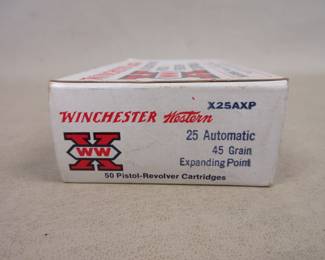 X25AXP
WINCHESTER Western
25 Automatic
45 Grain
Expanding Point
X
WW
50 Pistol-Revolver Cartridges